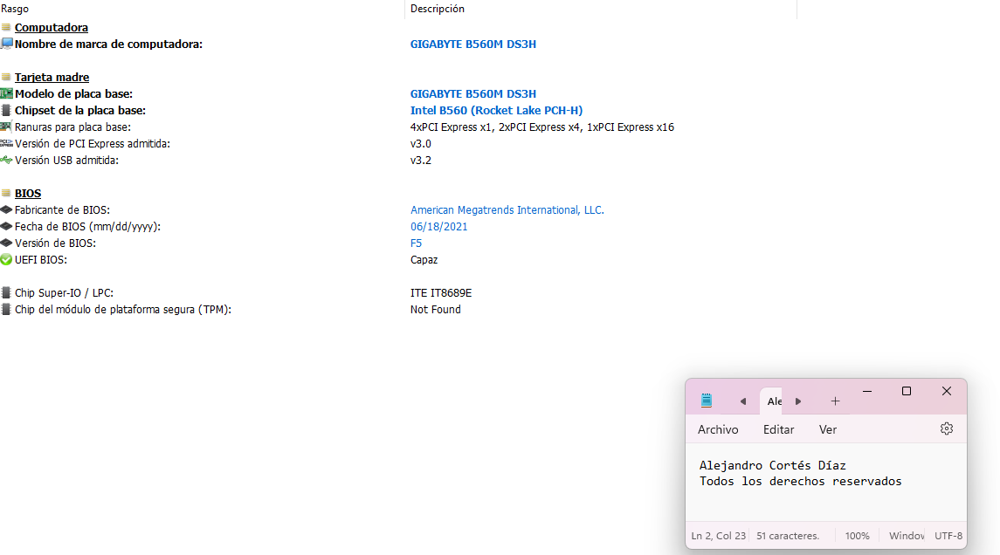 Rasgo Descripción
Computadora
Nombre de marca de computadora: GIGABYTE B560M DS3H
Tarjeta madre
Modelo de placa base: GIGABYTE B560M DS3H
Chipset de la placa base: Intel B560 (Rocket Lake PCH-H)
Ranuras para placa base: 4xPCI Express x1, 2xPCI Express x4, 1xPCI Express x16
Versión de PCI Express admitida: v3.0
Versión USB admitida: v3.2
BIOS
Fabricante de BIOS: American Megatrends International, LLC.
Fecha de BIOS (mm/dd/yyyy): 06/18/2021
Versión de BIOS: F5
UEFI BIOS: Capaz
Chip Super-IO / LPC: ITE IT8689E
Chip del módulo de plataforma segura (TPM): Not Found
Ale
Archivo Editar Ver
Alejandro Cortés Díaz
Todos los derechos reservados
Ln 2, Col 23 51 caracteres. 100% Window UTF-8